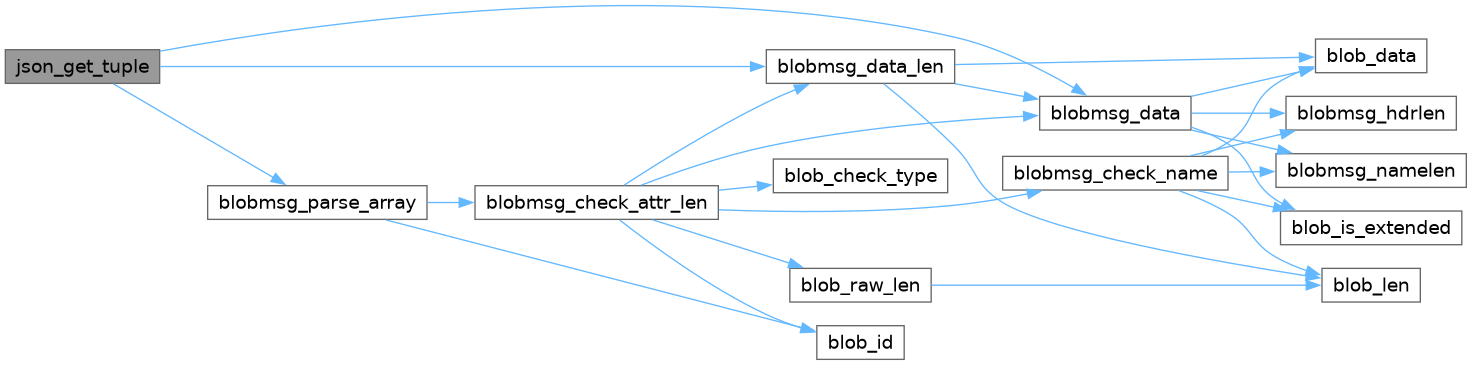 json_get_tuple
blobmsg_parse_array
blobmsg_check_attr_len
blobmsg_data_len
blob_check_type
blob_raw_len
blob_id
blobmsg_data
blobmsg_check_name
blob_data
blobmsg_hdrlen
blobmsg_namelen
blob_is_extended
blob_len